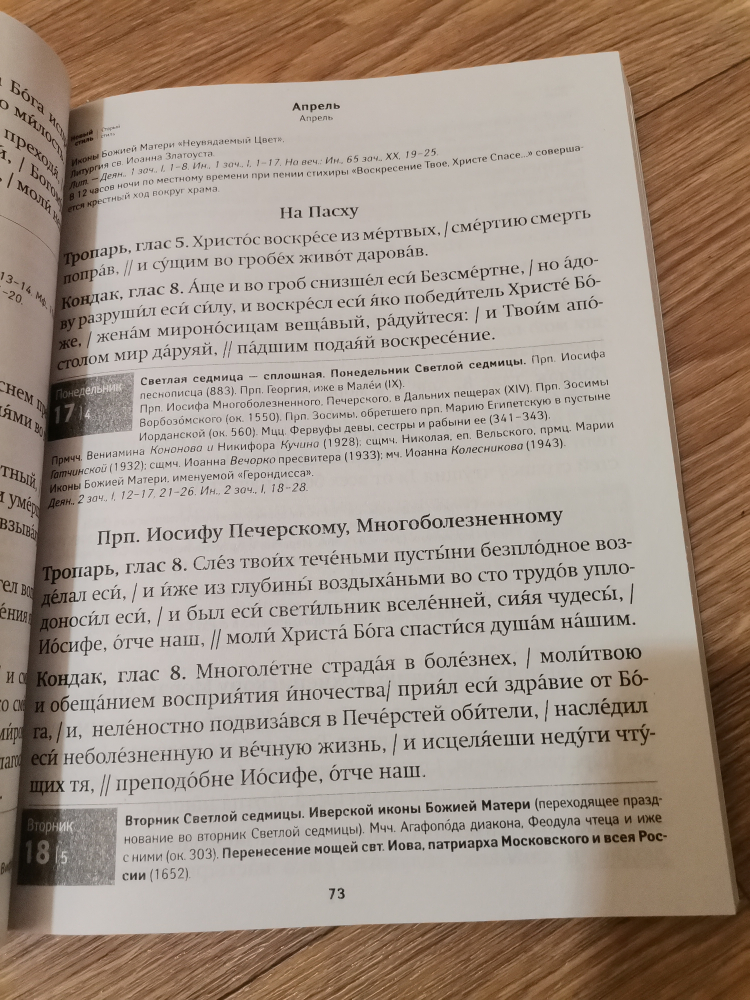 Апрель
Апрель
Новый стиль
Старый стиль
Иконы Божией Матери «Неувядаемый Цвет».
Литургия св. Иоанна Златоуста.
Лит. – Деян., 1 зач., I, 1–8. Ин., 1 зач., I, 1–17. На веч.: Ин., 65 зач., XX, 19–25.
В 12 часов ночи по местному времени при пении стихиры «Воскресение Твое, Христе Спасе...» соверша-
ется крестный ход вокруг храма.
На Пасху
Тропарь, глас 5. Христо́с воскре́се из ме́ртвых, / сме́ртию смерть
попра́в, // и су́щим во гробе́х живо́т дарова́в.
Кондак, глас 8. А́ще и во гроб снизше́л еси́ Безсме́ртне, / но а́до-
ву разруши́л еси́ си́лу, и воскре́сл еси́ я́ко победи́тель Христе́ Бо́-
же, / жена́м мироно́сицам веща́вый, ра́дуйтеся: / и Твои́м апо́-
столом мир да́руяй, // па́дшим подая́й воскресе́ние.
Понедельник
17 4
Светлая седмица — сплошная. Понедельник Светлой седмицы. Прп. Иосифа
песнописца (883). Прп. Георгия, иже в Мале́и (IX).
Прп. Иосифа Многоболезненного, Печерского, в Дальних пещерах (XIV). Прп. Зосимы
Ворбозо́мского (ок. 1550). Прп. Зосимы, обретшего прп. Марию Египетскую в пустыне
Иорданской (ок. 560). Мцц. Фервуфы девы, сестры и рабыни ее (341–343).
Прмчч. Вениамина Кононова и Никифора Кучина (1928); сщмч. Николая, еп. Вельского, прмц. Марии
Гатчинской (1932); сщмч. Иоанна Вечорко пресвитера (1933); мч. Иоанна Колесникова (1943).
Иконы Божией Матери, именуемой «Герондисса».
Деян., 2 зач., I, 12–17, 21–26. Ин., 2 зач., I, 18–28.
Прп. Иосифу Печерскому, Многоболезненному
Тропарь, глас 8. Сле́з твои́х тече́ньми пусты́ни безпло́дное воз-
де́лал еси́, / и и́же из глубины́ воздыха́ньми во сто трудо́в упло-
доноси́л еси́, / и был еси́ свети́льник вселе́нней, сия́я чудесы́, /
Ио́сифе, о́тче наш, // моли́ Христа́ Бо́га спасти́ся душа́м на́шим.
Кондак, глас 8. Многоле́тне страда́я в боле́знех, / моли́твою
и обеща́нием восприя́тия и́ночества/ прия́л еси́ здра́вие от Бо́-
га, / и, неле́ностно подвиза́вся в Пече́рстей оби́тели, / насле́дил
еси́ неболе́зненную и ве́чную жизнь, / и исцеля́еши неду́ги чту́-
щих тя, // преподо́бне Ио́сифе, о́тче наш.
Вторник
18 5
Вторник Светлой седмицы. Иверской иконы Божией Матери (переходящее празд-
нование во вторник Светлой седмицы). Мчч. Агафопо́да диакона, Феодула чтеца и иже
с ними (ок. 303). Перенесение мощей свт. Иова, патриарха Московского и всея Рос-
сии (1652).
73